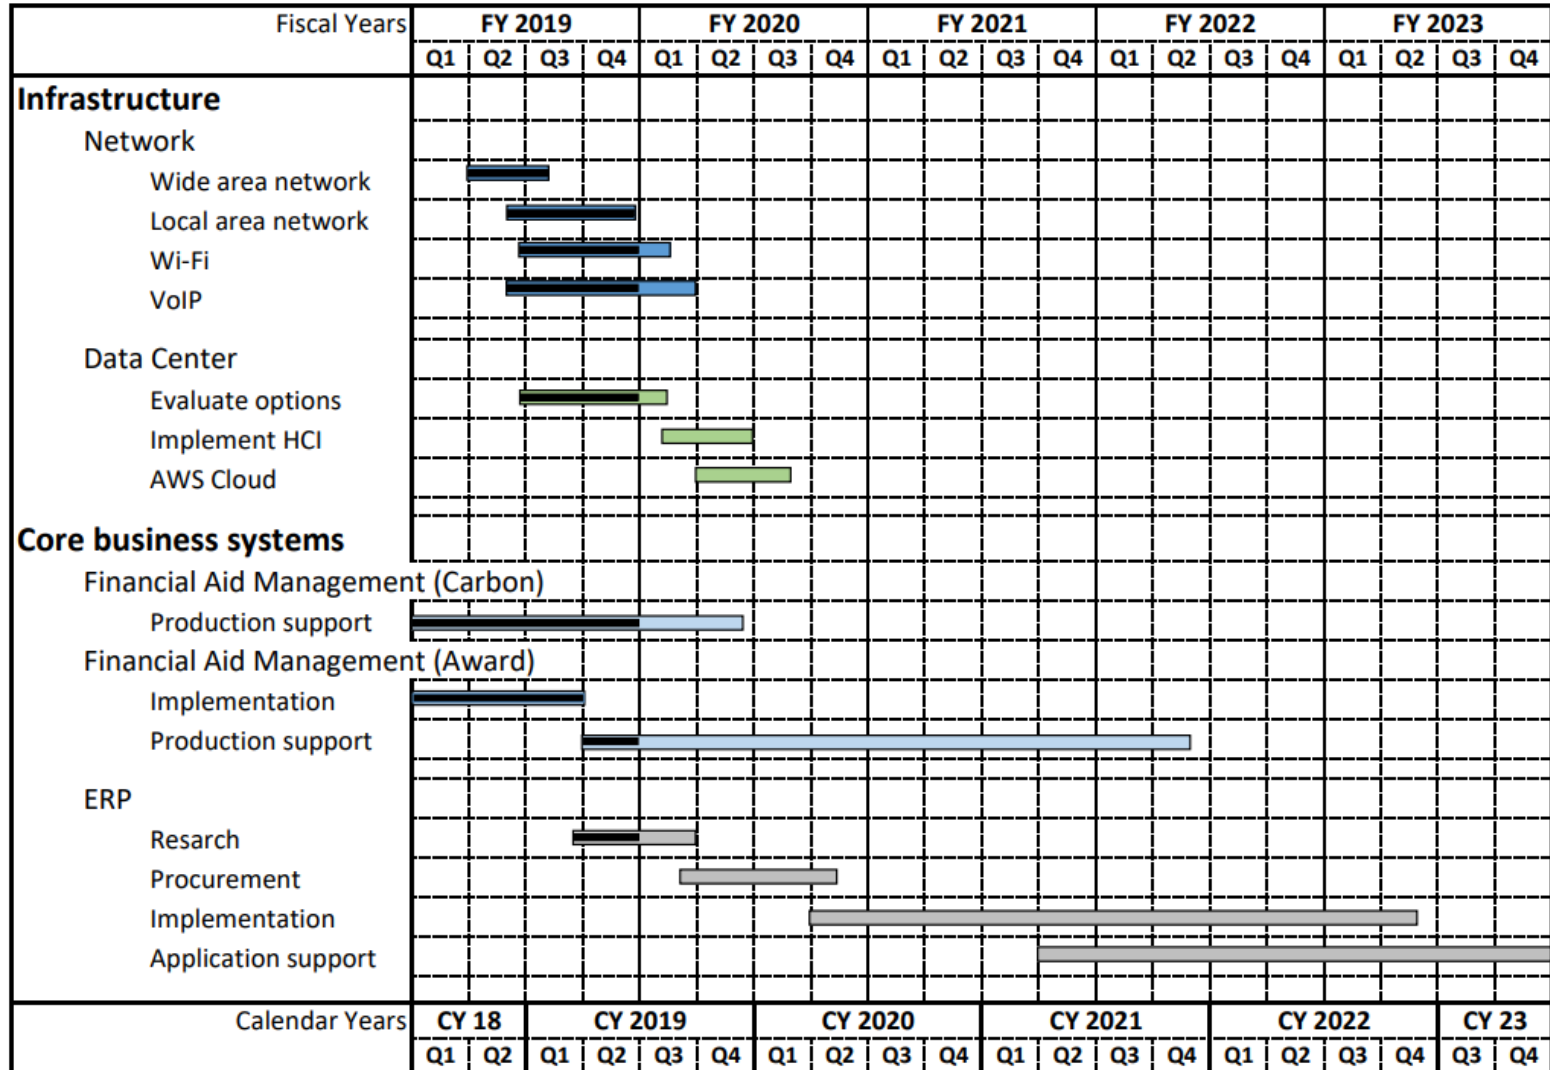 Fiscal Years FY 2019 FY 2020 FY 2021 FY 2022 FY 2023
Q1 Q2 Q3 Q4 Q1 Q2 Q3 Q4 Q1 Q2 Q3 Q4 Q1 Q2 Q3 Q4 Q1 Q2 Q3 Q4
Infrastructure
Network
Wide area network
Local area network
Wi-Fi
VoIP
Data Center
Evaluate options
Implement HCI
AWS Cloud
Core business systems
Financial Aid Management (Carbon)
Production support
Financial Aid Management (Award)
Implementation
Production support
ERP
Resarch
Procurement
Implementation
Application support
Calendar Years CY 18 CY 2019 CY 2020 CY 2021 CY 2022 CY 23
Q1 Q2 Q1 Q2 Q3 Q4 Q1 Q2 Q3 Q4 Q1 Q2 Q3 Q4 Q1 Q2 Q3 Q4 Q3 Q4